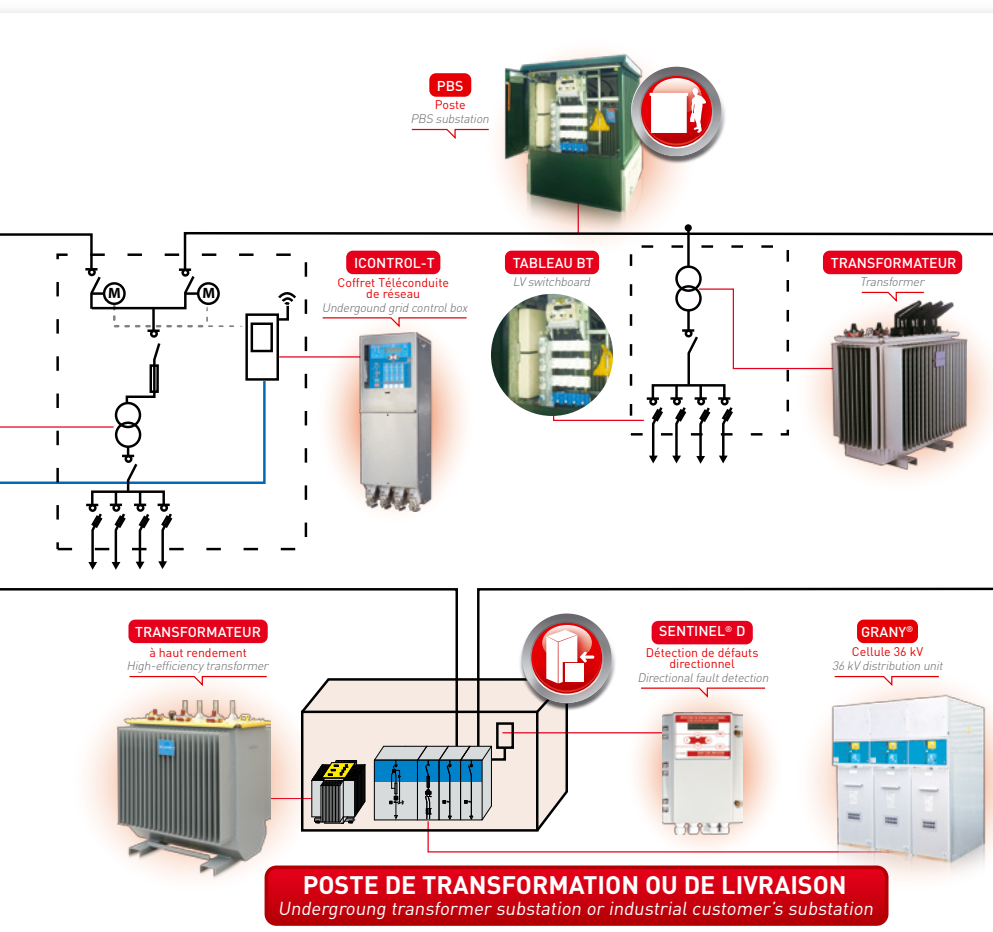 PBS
Poste
PBS substation
ICONTROL-T
Coffret Téléconduite
de réseau
Undergound grid control box
TABLEAU BT
LV switchboard
TRANSFORMATEUR
Transformer
M
M
TRANSFORMATEUR
à haut rendement
High-efficiency transformer
SENTINEL® D
Détection de défauts
directionnel
Directional fault detection
GRANY®
Cellule 36 kV
36 kV distribution unit
POSTE DE TRANSFORMATION OU DE LIVRAISON
Undergroung transformer substation or industrial customer's substation